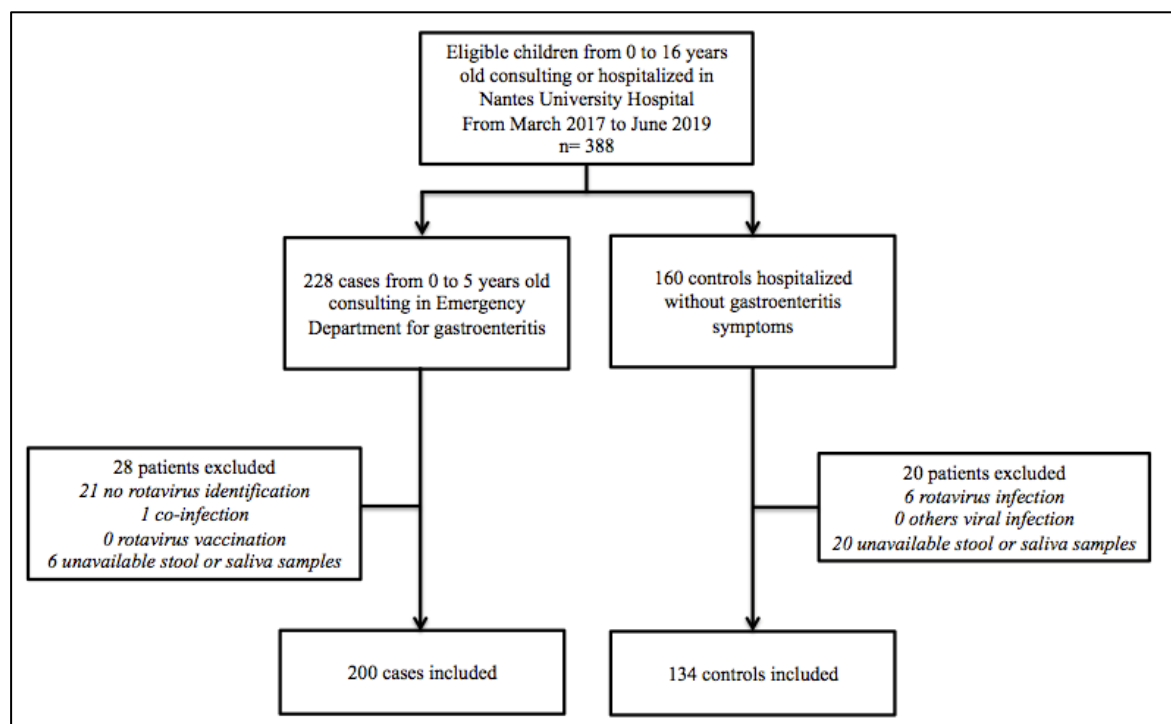 Eligible children from 0 to 16 years
old consulting or hospitalized in
Nantes University Hospital
From March 2017 to June 2019
n= 388
228 cases from 0 to 5 years old
consulting in Emergency
Department for gastroenteritis
160 controls hospitalized
without gastroenteritis
symptoms
28 patients excluded
21 no rotavirus identification
1 co-infection
0 rotavirus vaccination
6 unavailable stool or saliva samples
20 patients excluded
6 rotavirus infection
0 others viral infection
20 unavailable stool or saliva samples
200 cases included
134 controls included